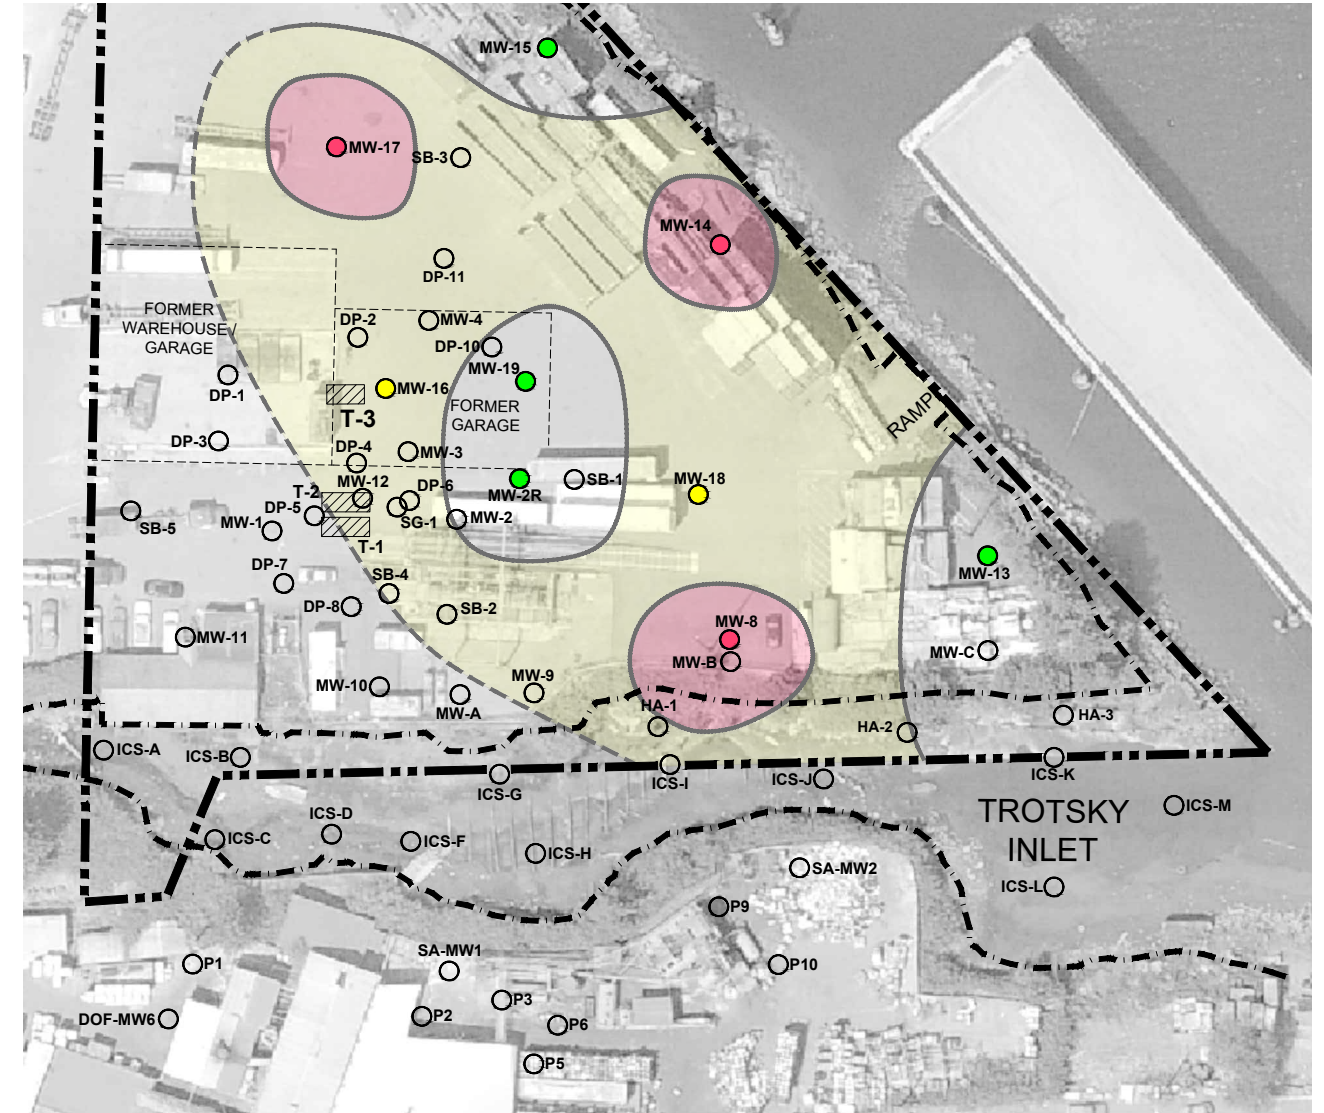 MW-15
MW-17
SB-3
MW-14
DP-11
FORMER
WAREHOUSE /
GARAGE
DP-2
MW-4
DP-10
MW-19
DP-1
MW-16
FORMER
GARAGE
T-3
RAMP
DP-3
DP-4
MW-3
MW-12
T-2
DP-6
MW-2R
SB-1
MW-18
SB-5
DP-5
MW-1
SG-1
MW-2
T-1
DP-7
SB-4
MW-13
DP-8
SB-2
MW-11
MW-8
MW-B
MW-C
MW-10
MW-A
MW-9
HA-1
HA-2
HA-3
ICS-A
ICS-B
ICS-G
ICS-I
ICS-J
ICS-K
ICS-M
TROTSKY
INLET
ICS-C
ICS-D
ICS-F
ICS-H
SA-MW2
ICS-L
P9
P1
SA-MW1
P10
DOF-MW6
P2
P3
P6
P5